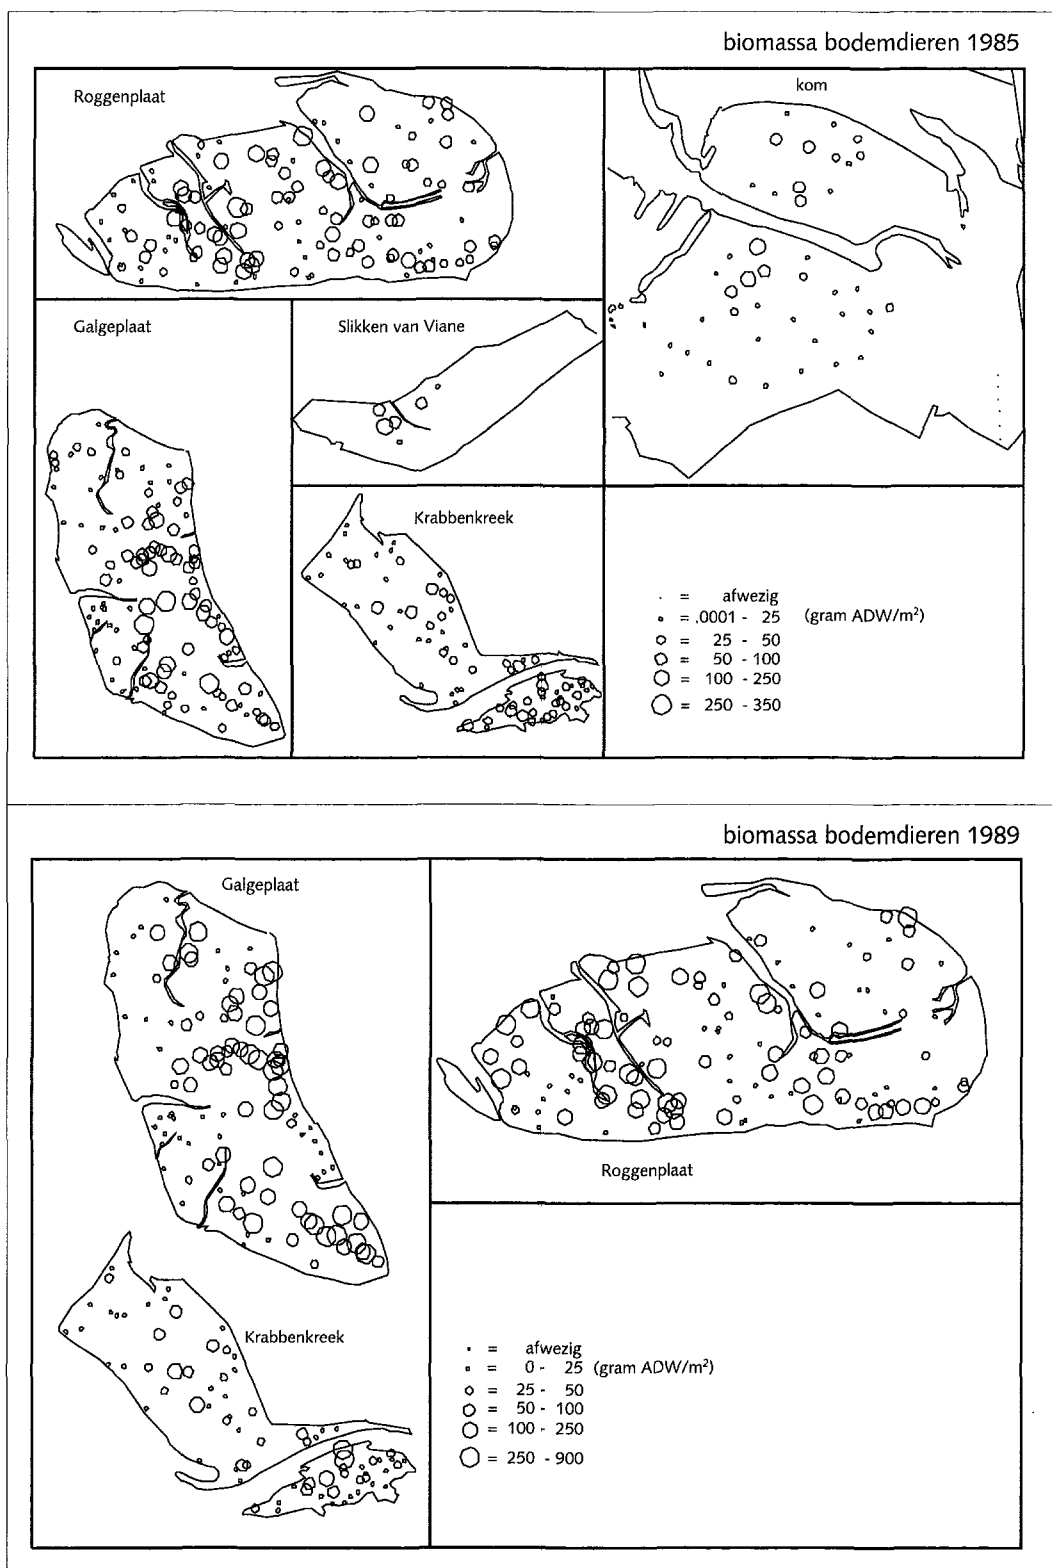 biomassa bodemdieren 1985
Roggenplaat
kom
Galgeplaat
Slikken van Viane
Krabbenkreek
. = afwezig
= .0001 - 25 (gram ADW/m²)
= 25 - 50
= 50 - 100
= 100 - 250
= 250 - 350
biomassa bodemdieren 1989
Galgeplaat
Roggenplaat
Krabbenkreek
. = afwezig
= 0 - 25 (gram ADW/m²)
= 25 - 50
= 50 - 100
= 100 - 250
= 250 - 900